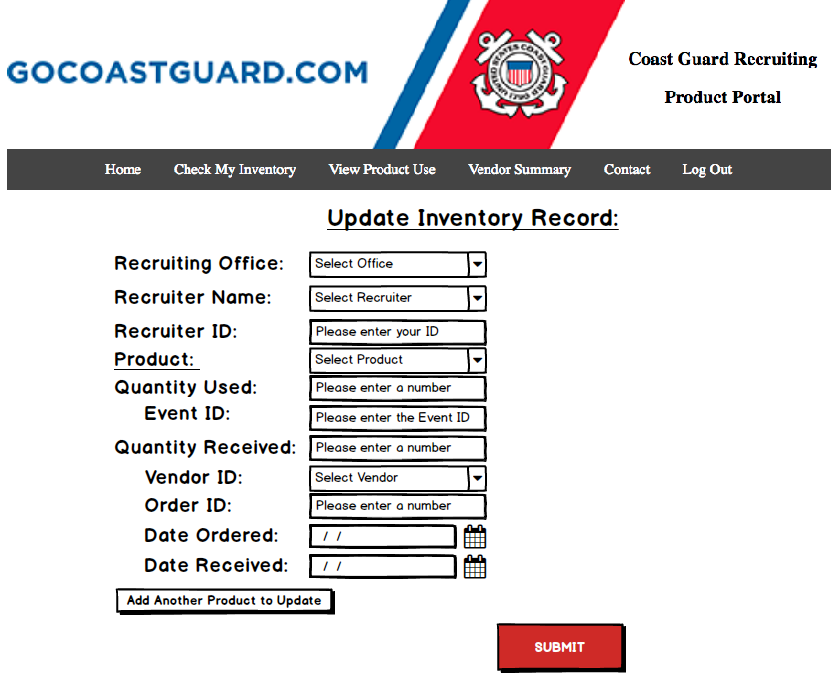 GOCOASTGUARD.COM
UNITED STATES COAST GUARD
1790
Coast Guard Recruiting
Product Portal
Home Check My Inventory View Product Use Vendor Summary Contact Log Out
Update Inventory Record:
Recruiting Office: Select Office
Recruiter Name: Select Recruiter
Recruiter ID: Please enter your ID
Product: Select Product
Quantity Used: Please enter a number
Event ID: Please enter the Event ID
Quantity Received: Please enter a number
Vendor ID: Select Vendor
Order ID: Please enter a number
Date Ordered: / /
Date Received: / /
Add Another Product to Update
SUBMIT